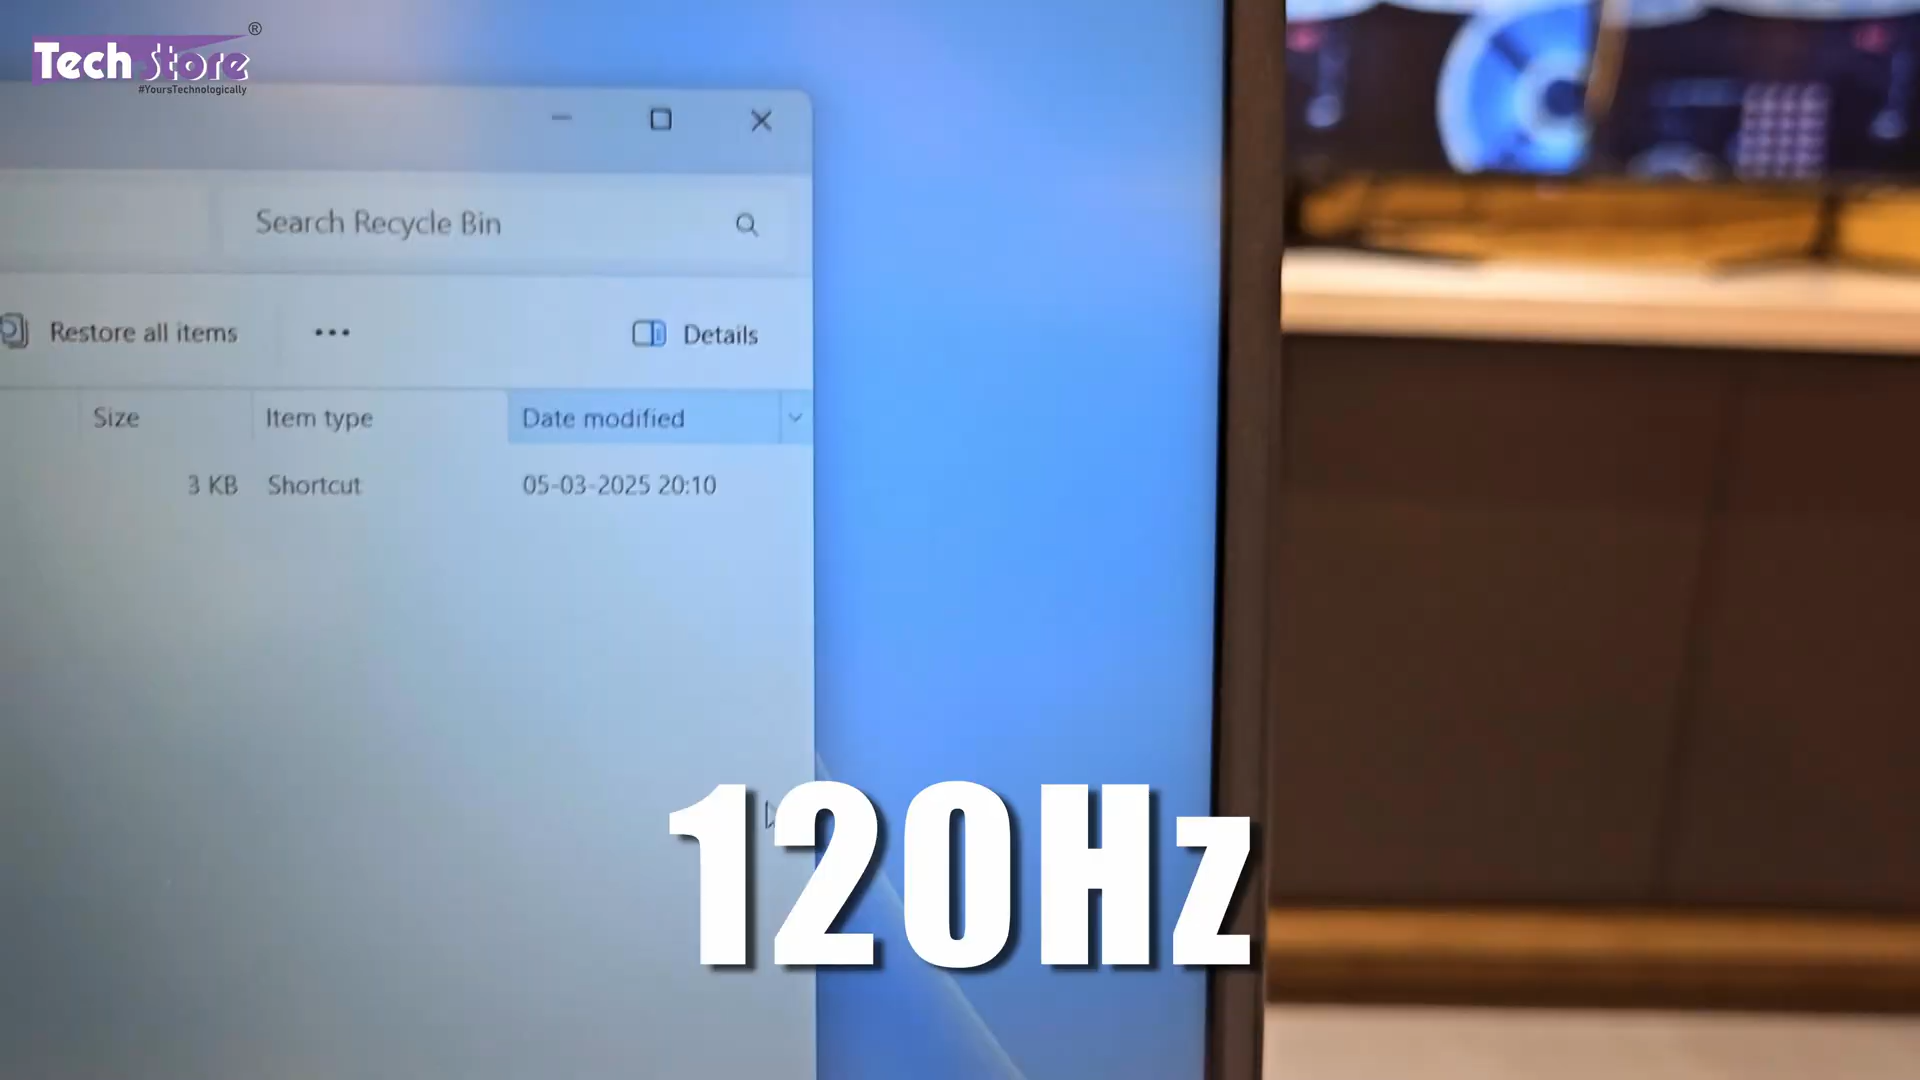 Tech Store ®
#YoursTechnologically
Search Recycle Bin
Restore all items
Details
Size
Item type
Date modified
3 KB
Shortcut
05-03-2025 20:10
120Hz